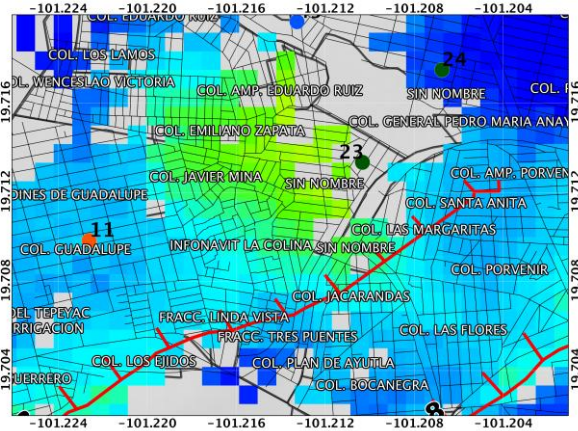 -101.224 -101.220 -101.216 -101.212 -101.208 -101.204
COL. EDUARDO RUIZ
24
COL. LOS LAMOS
OL. WENCESLAO VICTORIA
COL. AMP. EDUARDO RUIZ
SIN NOMBRE
COL.
19.716
19.716
COL. EMILIANO ZAPATA
COL. GENERAL PEDRO MARIA ANAY
23
COL. JAVIER MINA
SIN NOMBRE
COL. AMP. PORVEN
DINES DE GUADALUPE
COL. SANTA ANITA
19.712
19.712
11
COL. GUADALUPE
INFONAVIT LA COLINA
SIN NOMBRE
COL. LAS MARGARITAS
COL. PORVENIR
19.708
19.708
COL. JACARANDAS
DEL TEPEYAC
RRIGACION
FRACC. LINDA VISTA
FRACC. TRES PUENTES
COL. LAS FLORES
COL. LOS EJIDOS
COL. PLAN DE AYUTLA
19.704
19.704
UERRERO
COL. BOCANEGRA
-101.224 -101.220 -101.216 -101.212 -101.208 -101.204